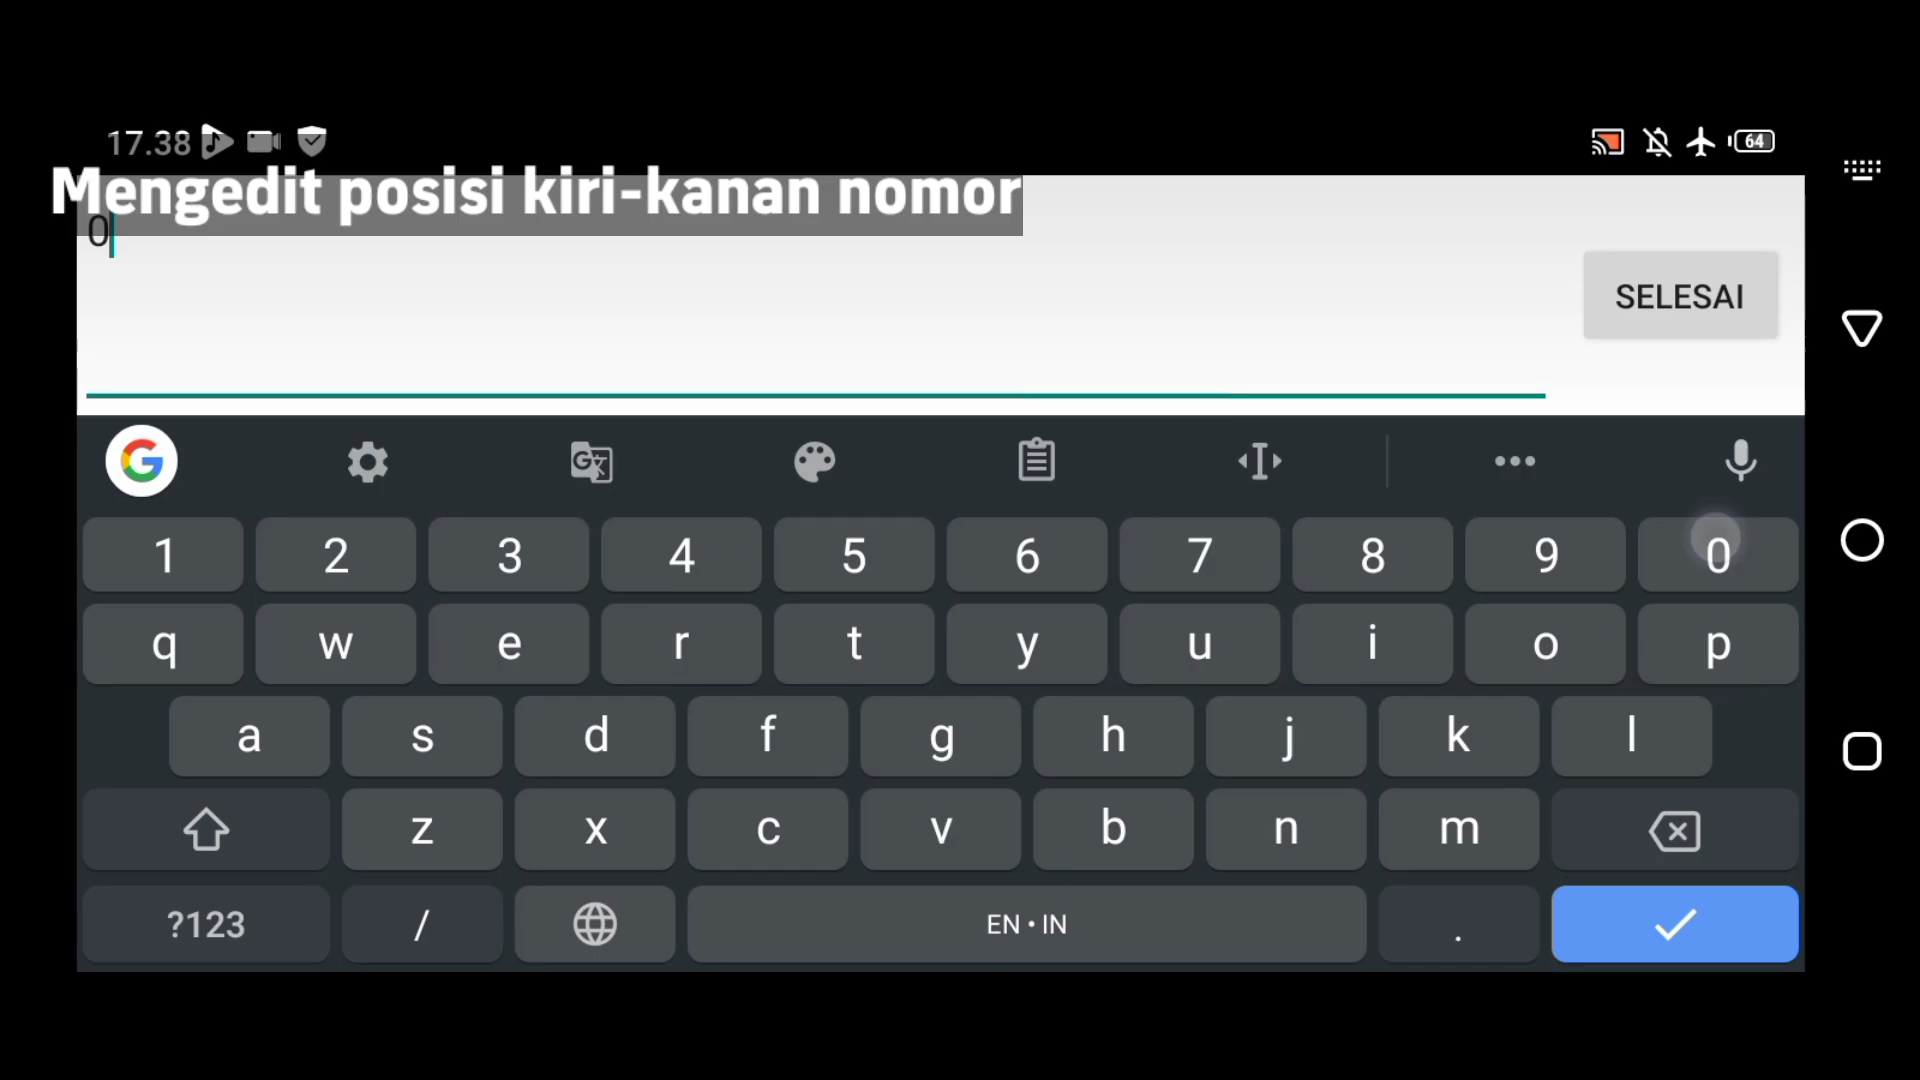 17.38
64
Mengedit posisi kiri-kanan nomor
0
SELESAI
G
1 2 3 4 5 6 7 8 9 0
q w e r t y u i o p
a s d f g h j k l
z x c v b n m
?123 / EN • IN .